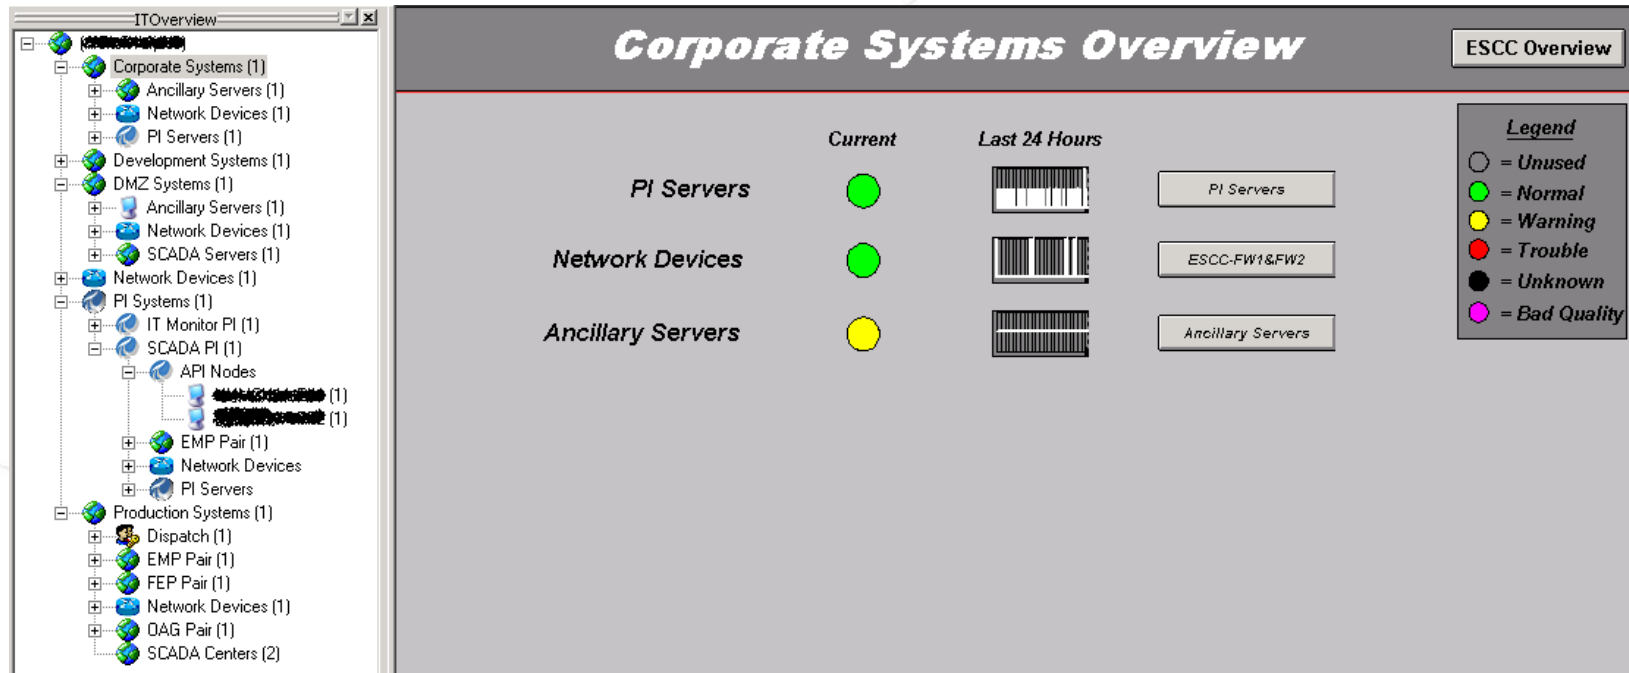 ITOverview
Corporate Systems (1)
Ancillary Servers (1)
Network Devices (1)
PI Servers (1)
Development Systems (1)
DMZ Systems (1)
Ancillary Servers (1)
Network Devices (1)
SCADA Servers (1)
Network Devices (1)
PI Systems (1)
IT Monitor PI (1)
SCADA PI (1)
API Nodes
(1)
(1)
EMP Pair (1)
Network Devices
PI Servers
Production Systems (1)
Dispatch (1)
EMP Pair (1)
FEP Pair (1)
Network Devices (1)
OAG Pair (1)
SCADA Centers (2)
Corporate Systems Overview
ESCC Overview
Current Last 24 Hours
PI Servers PI Servers
Network Devices ESCC-FW1&FW2
Ancillary Servers Ancillary Servers
Legend
= Unused
= Normal
= Warning
= Trouble
= Unknown
= Bad Quality